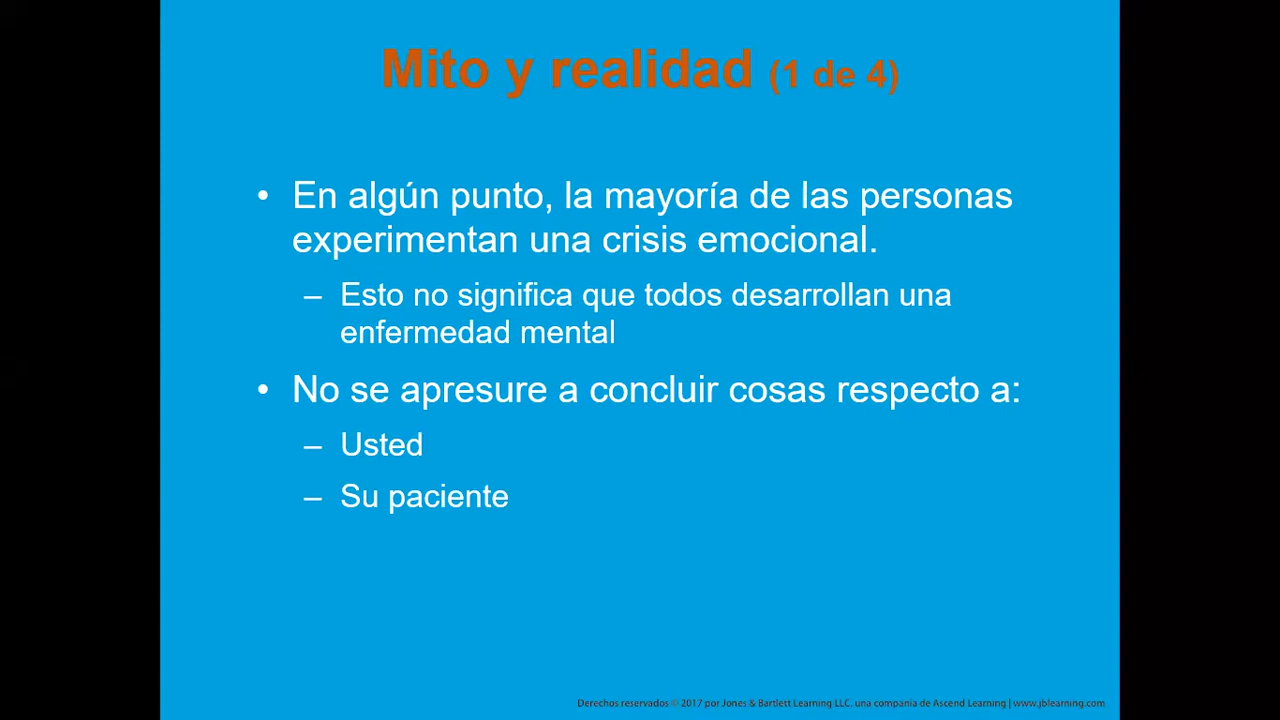 Mito y realidad (1 de 4)
• En algún punto, la mayoría de las personas
experimentan una crisis emocional.
– Esto no significa que todos desarrollan una
enfermedad mental
• No se apresure a concluir cosas respecto a:
– Usted
– Su paciente
Derechos reservados © 2017 por Jones & Bartlett Learning LLC. una compania de Ascend Learning | www.jblearning.com